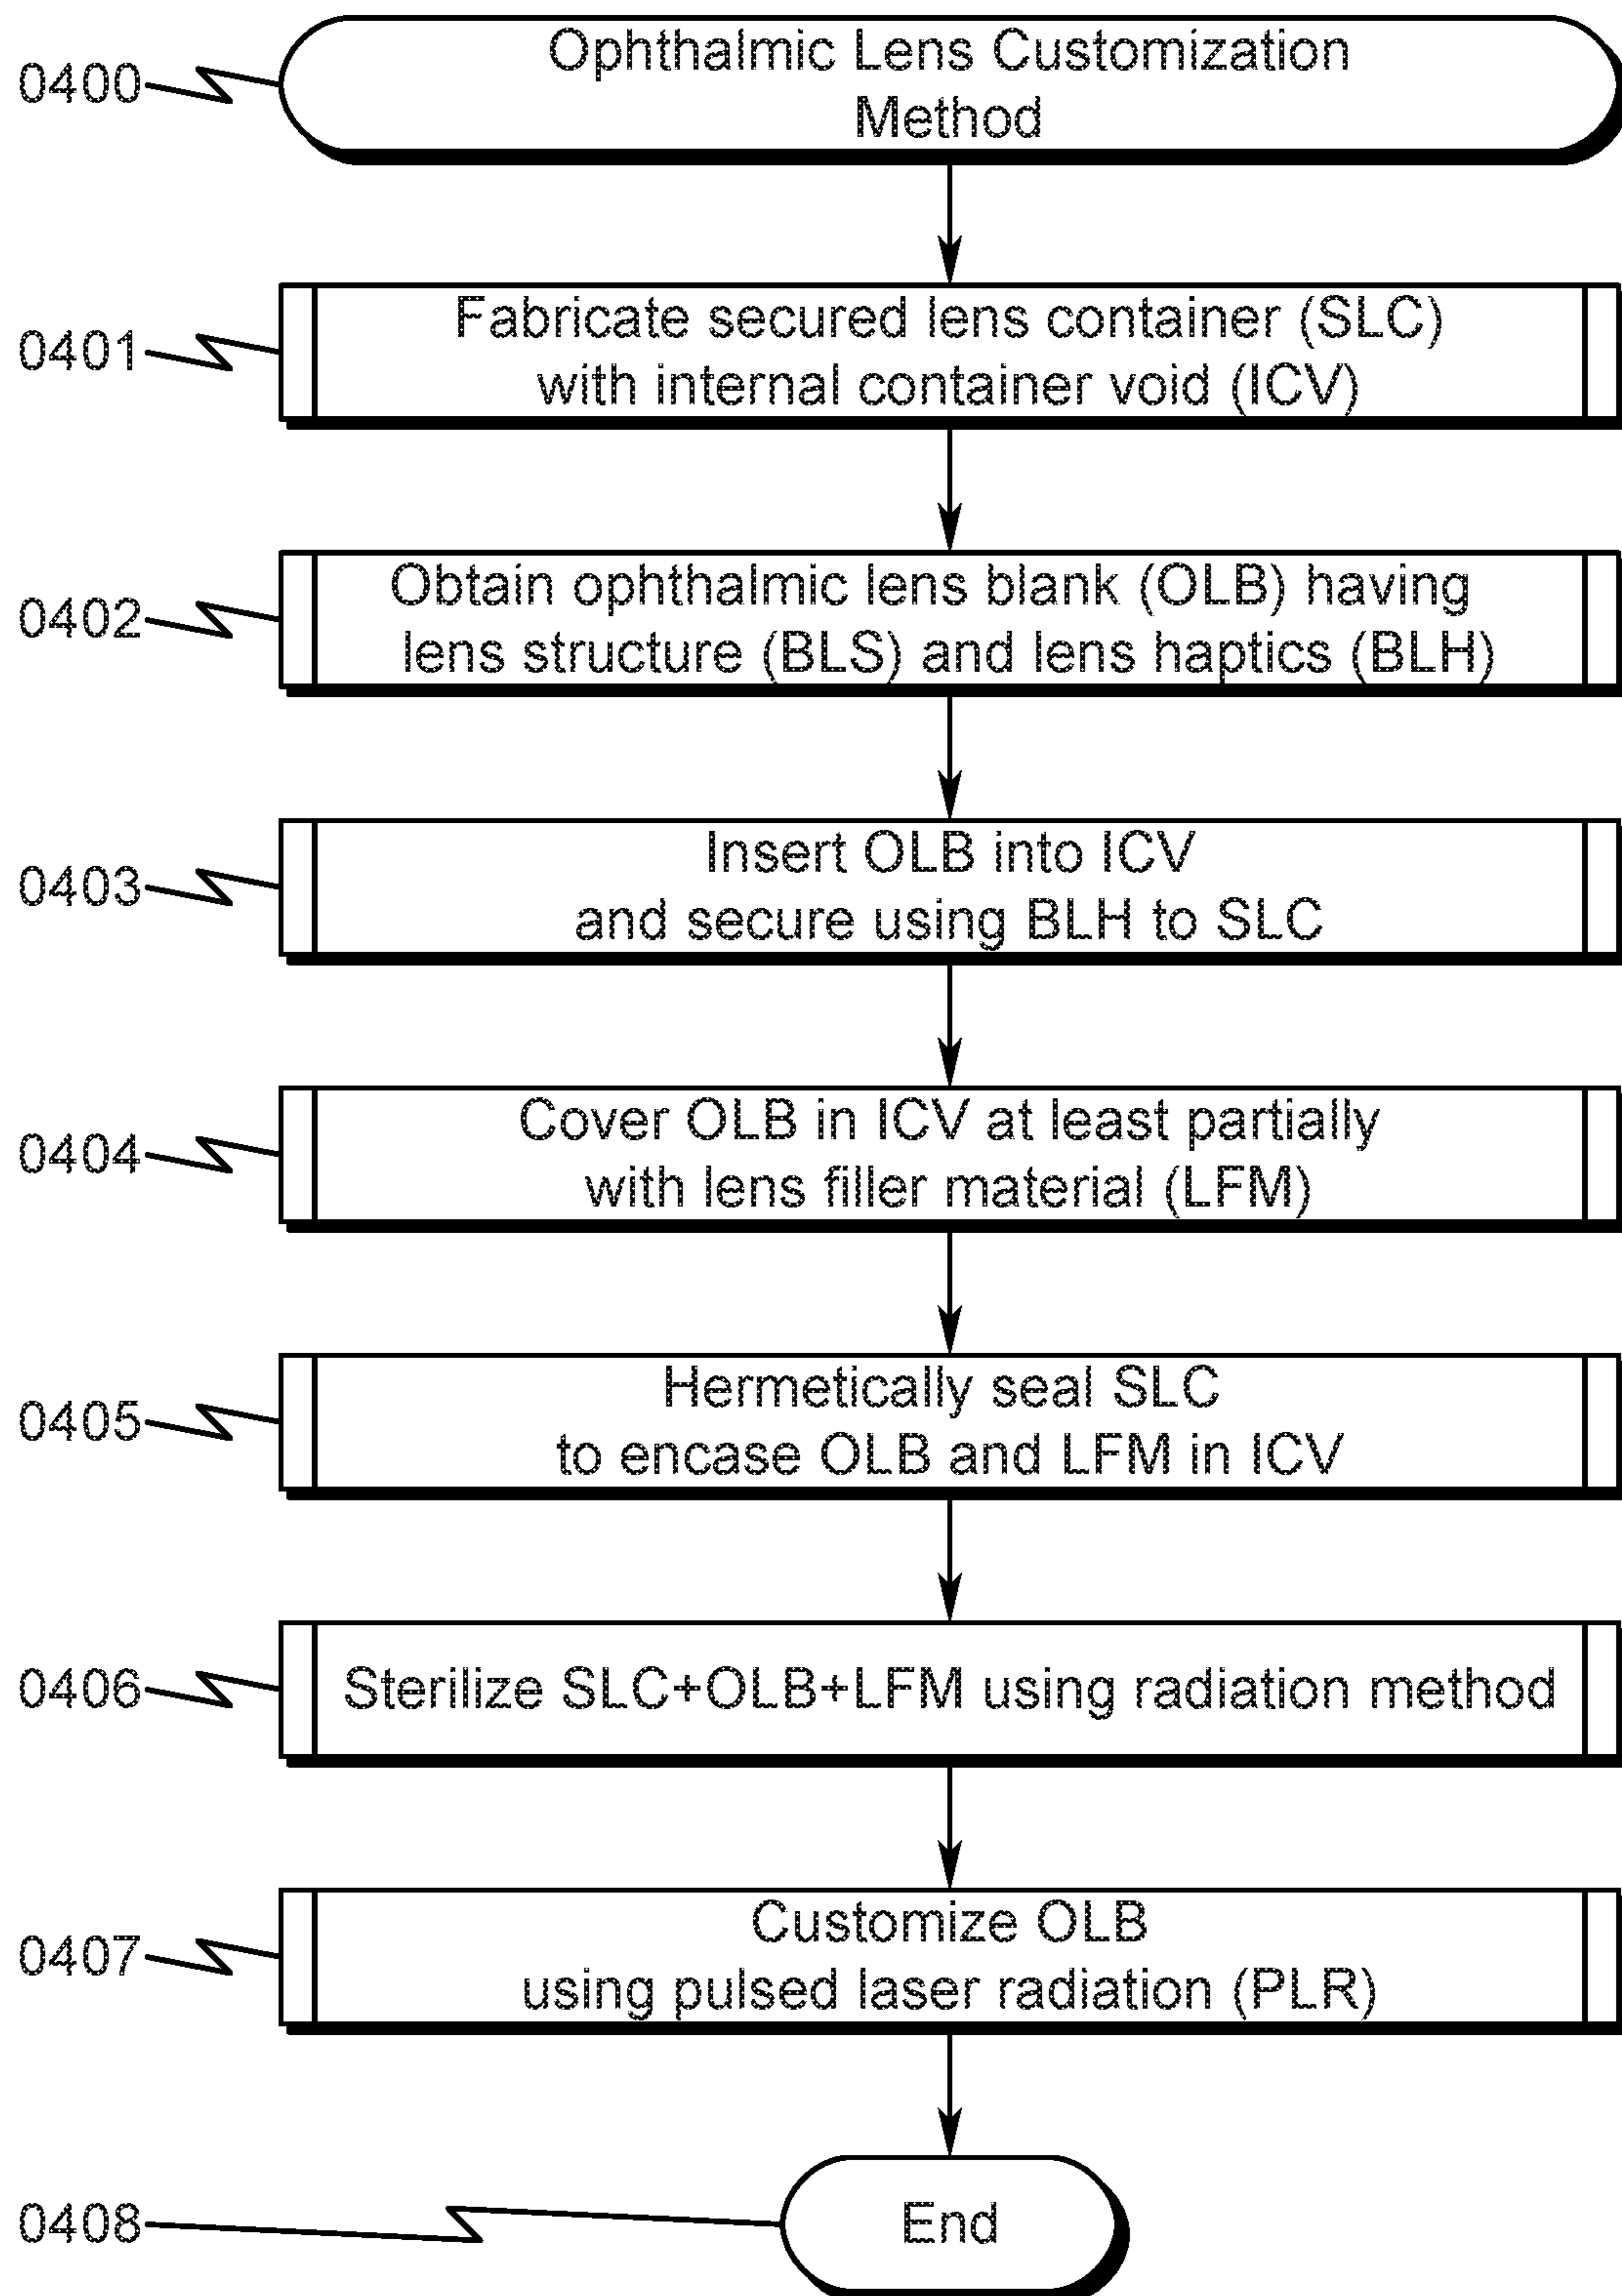 0400
Ophthalmic Lens Customization
Method
0401
Fabricate secured lens container (SLC)
with internal container void (ICV)
0402
Obtain ophthalmic lens blank (OLB) having
lens structure (BLS) and lens haptics (BLH)
0403
Insert OLB into ICV
and secure using BLH to SLC
0404
Cover OLB in ICV at least partially
with lens filler material (LFM)
0405
Hermetically seal SLC
to encase OLB and LFM in ICV
0406
Sterilize SLC+OLB+LFM using radiation method
0407
Customize OLB
using pulsed laser radiation (PLR)
0408
End